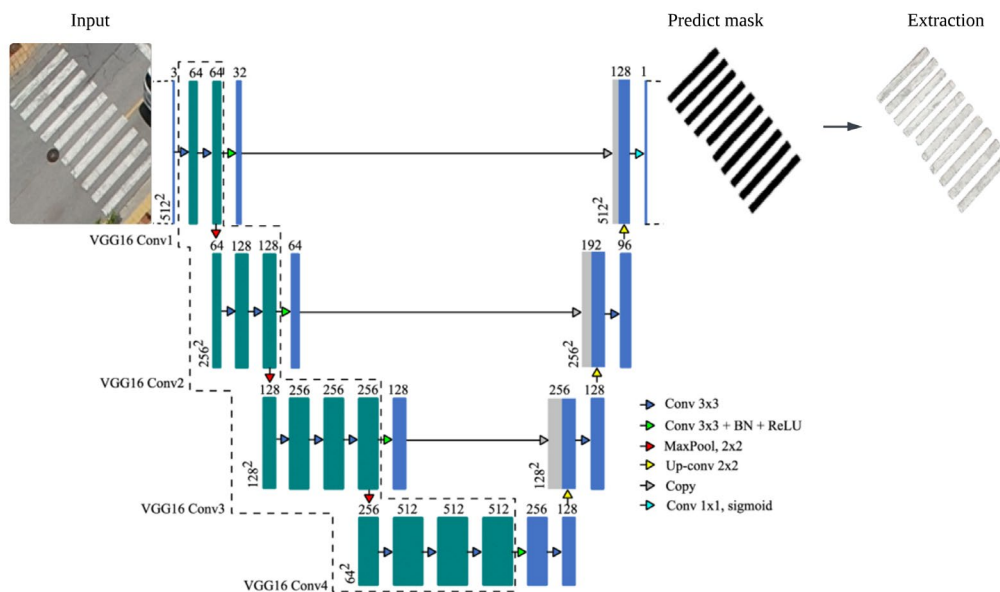 Input
Predict mask
Extraction
3 64 64 32
128 1
512²
512²
VGG16 Conv1
64 128 128 64
192 96
256²
256²
VGG16 Conv2
128 256 256 256 128
256 128
128²
128²
VGG16 Conv3
256 512 512 512 256 128
64²
VGG16 Conv4
Conv 3x3
Conv 3x3 + BN + ReLU
MaxPool, 2x2
Up-conv 2x2
Copy
Conv 1x1, sigmoid